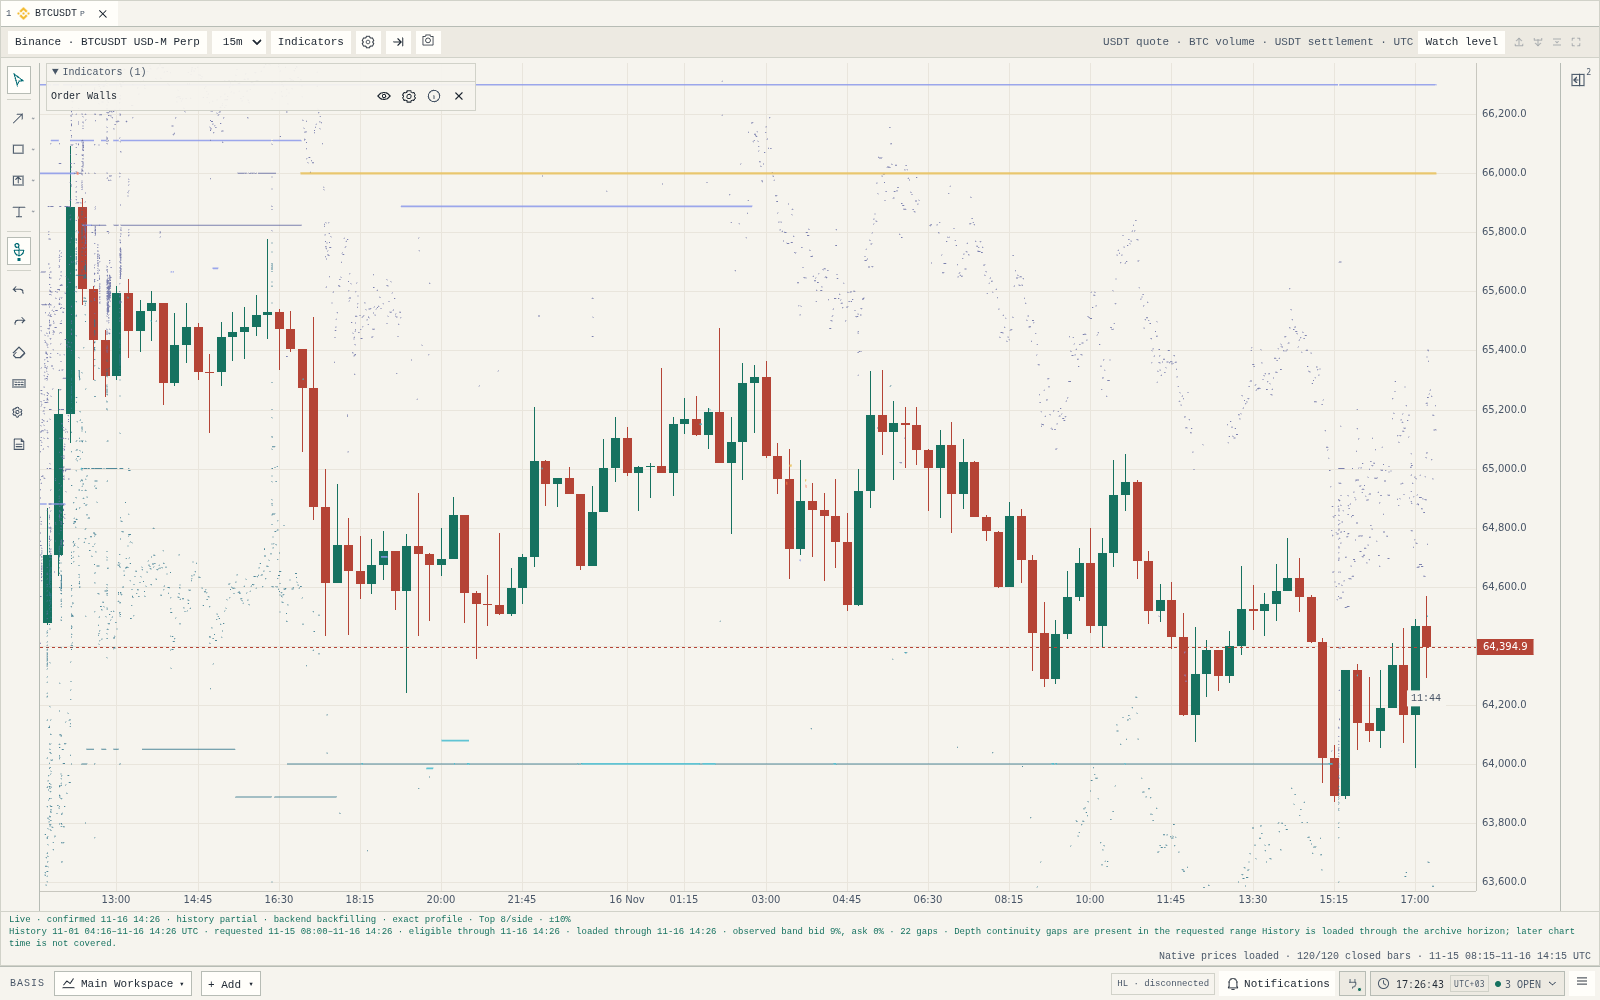 1 BTCUSDT P
Binance · BTCUSDT USD-M Perp 15m Indicators USDT quote · BTC volume · USDT settlement · UTC Watch level
2
▼ Indicators (1)
Order Walls
66,200.0
66,000.0
65,800.0
65,600.0
65,400.0
65,200.0
65,000.0
64,800.0
64,600.0
64,394.9
11:44
64,200.0
64,000.0
63,800.0
63,600.0
13:00 14:45 16:30 18:15 20:00 21:45 16 Nov 01:15 03:00 04:45 06:30 08:15 10:00 11:45 13:30 15:15 17:00
Live · confirmed 11-16 14:26 · history partial · backend backfilling · exact profile · Top 8/side · ±10%
History 11-01 04:16–11-16 14:26 UTC · requested 11-15 08:00–11-16 14:26 · eligible through 11-16 14:26 · loaded through 11-16 14:26 · observed band bid 9%, ask 0% · 22 gaps · Depth continuity gaps are present in the requested range History is loaded through the archive horizon; later chart
time is not covered.
Native prices loaded · 120/120 closed bars · 11-15 08:15–11-16 14:15 UTC
BASIS Main Workspace + Add HL · disconnected Notifications 17:26:43 UTC+03 3 OPEN